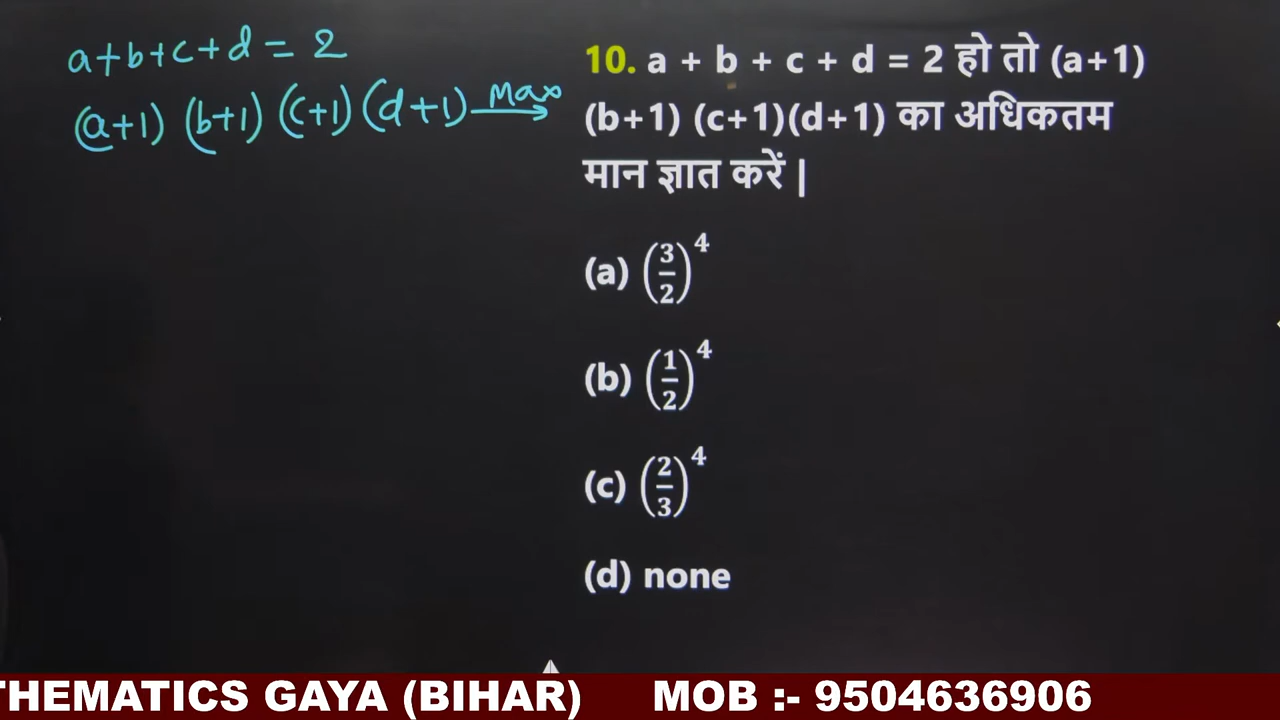 a+b+c+d = 2
(a+1) (b+1) (c+1) (d+1) Max →
10. a + b + c + d = 2 हो तो (a+1)
(b+1) (c+1)(d+1) का अधिकतम
मान ज्ञात करें |
(a) (3/2)^4
(b) (1/2)^4
(c) (2/3)^4
(d) none
THEMATICS GAYA (BIHAR) MOB :- 9504636906